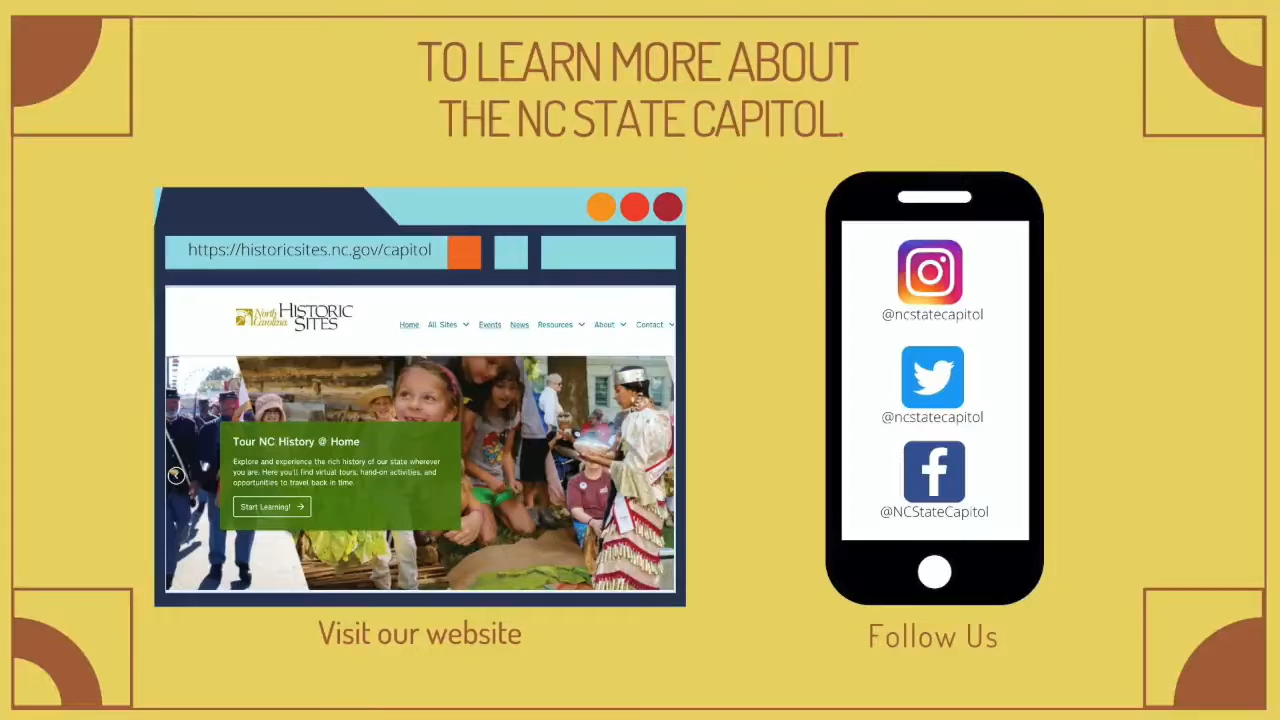 TO LEARN MORE ABOUT
THE NC STATE CAPITOL.
https://historicsites.nc.gov/capitol
North Carolina HISTORIC SITES
Home All Sites Events News Resources About Contact
Tour NC History @ Home
Explore and experience the rich history of our state wherever
you are. Here you'll find virtual tours, hand-on activities, and
opportunities to travel back in time.
Start Learning! →
Visit our website
@ncstatecapitol
@ncstatecapitol
@NCStateCapitol
Follow Us